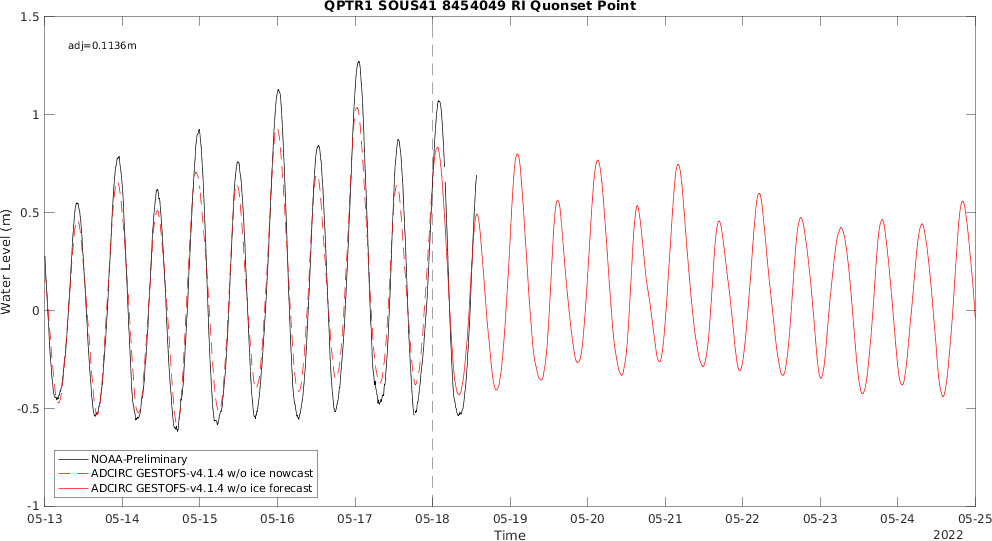 QPTR1 SOUS41 8454049 RI Quonset Point
adj=0.1136m
1.5
1
0.5
0
-0.5
-1
Water Level (m)
NOAA-Preliminary
ADCIRC GESTOFS-v4.1.4 w/o ice nowcast
ADCIRC GESTOFS-v4.1.4 w/o ice forecast
05-13 05-14 05-15 05-16 05-17 05-18 05-19 05-20 05-21 05-22 05-23 05-24 05-25
Time
2022